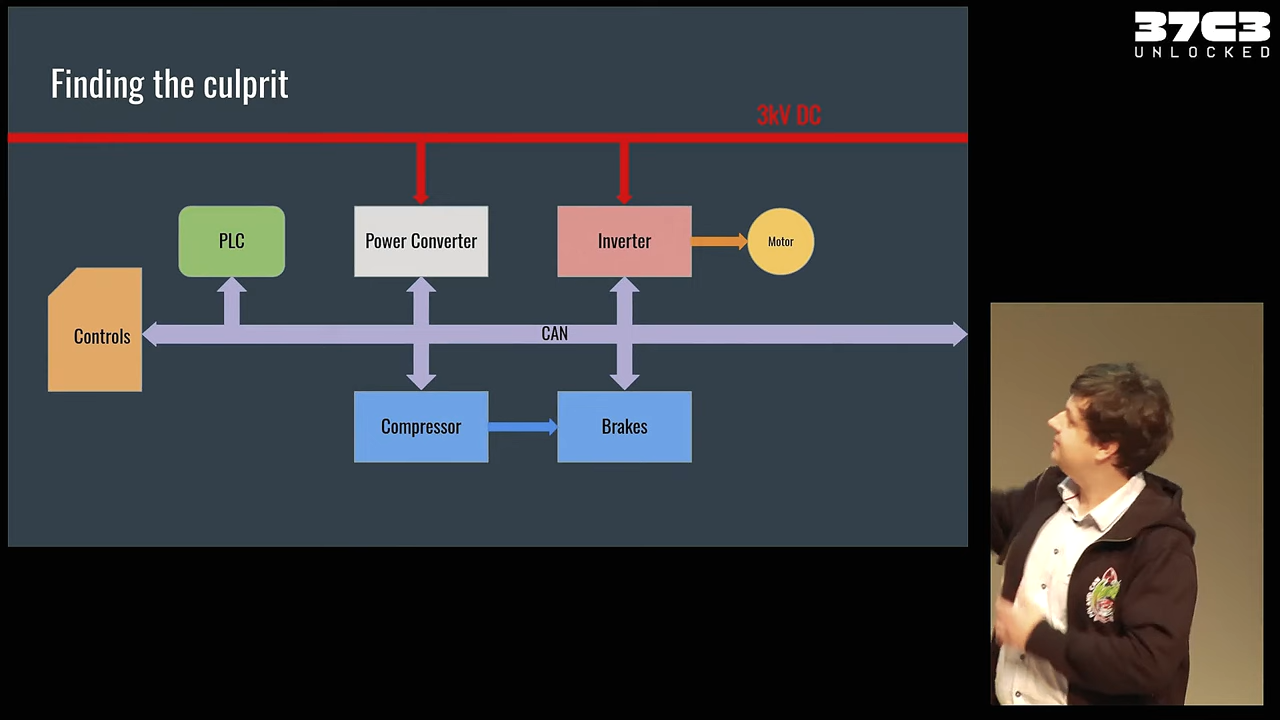 37C3
UNLOCKED
Finding the culprit
3kV DC
PLC
Power Converter
Inverter
Motor
Controls
CAN
Compressor
Brakes